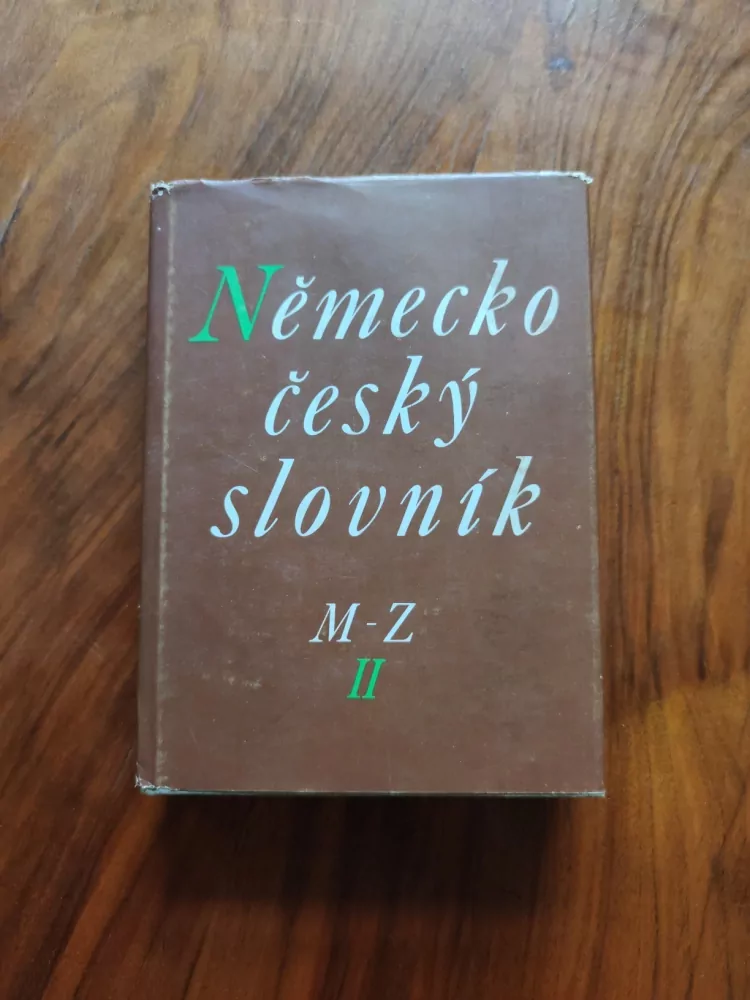 Německo
český
slovník
M-Z
II